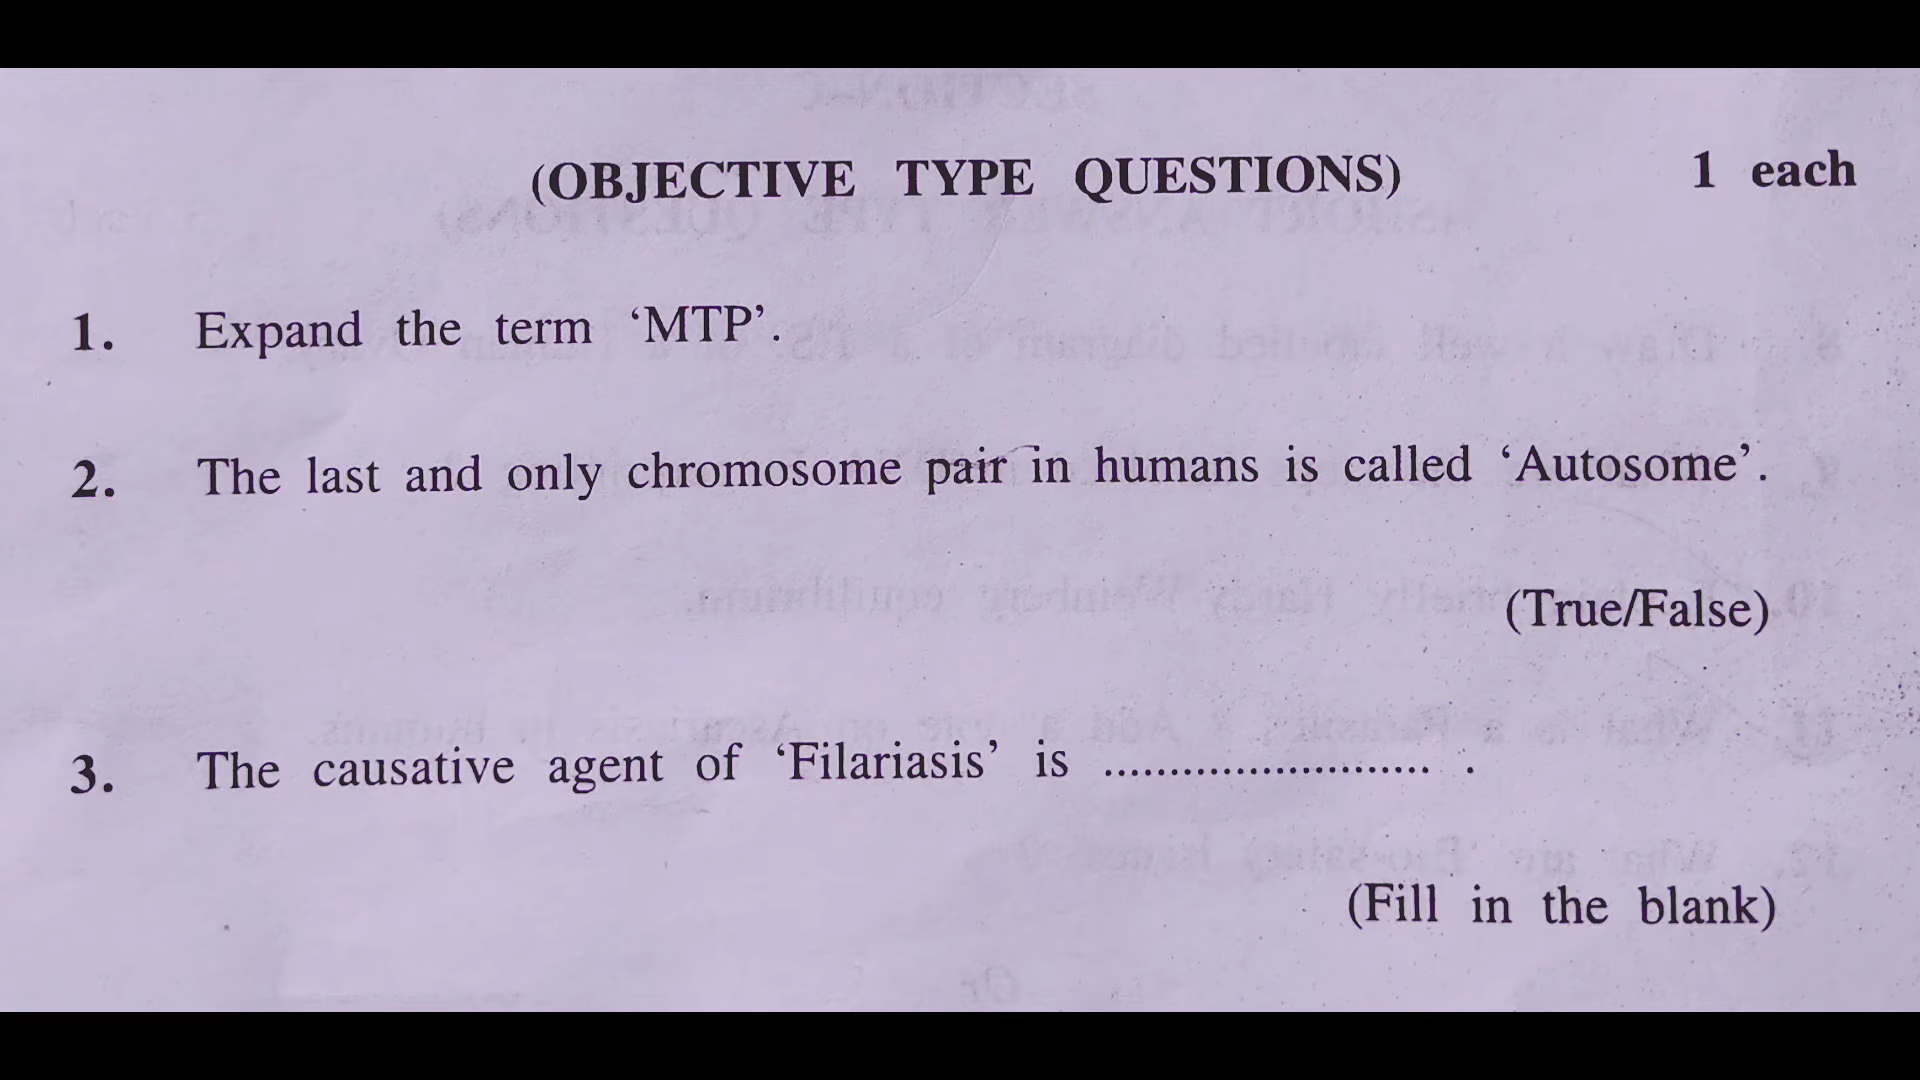 (OBJECTIVE TYPE QUESTIONS) 1 each
1. Expand the term ‘MTP’.
2. The last and only chromosome pair in humans is called ‘Autosome’.
(True/False)
3. The causative agent of ‘Filariasis’ is ......................... .
(Fill in the blank)